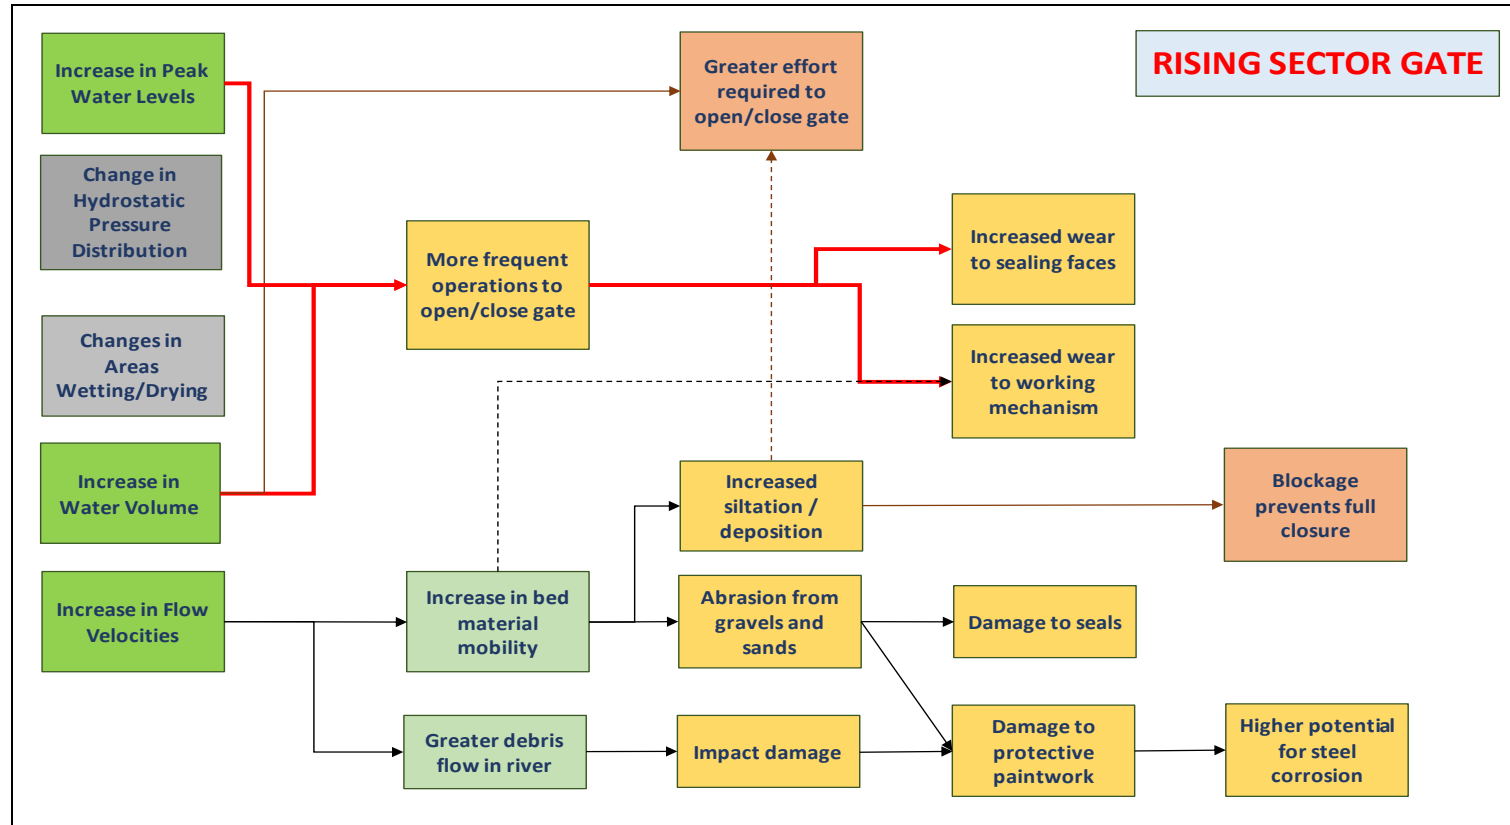 RISING SECTOR GATE
Increase in Peak
Water Levels
Change in
Hydrostatic
Pressure
Distribution
Changes in
Areas
Wetting/Drying
Increase in
Water Volume
Increase in Flow
Velocities
More frequent
operations to
open/close gate
Increase in bed
material
mobility
Greater debris
flow in river
Greater effort
required to
open/close gate
Increased
siltation /
deposition
Abrasion from
gravels and
sands
Impact damage
Increased wear
to sealing faces
Increased wear
to working
mechanism
Damage to seals
Damage to
protective
paintwork
Blockage
prevents full
closure
Higher potential
for steel
corrosion